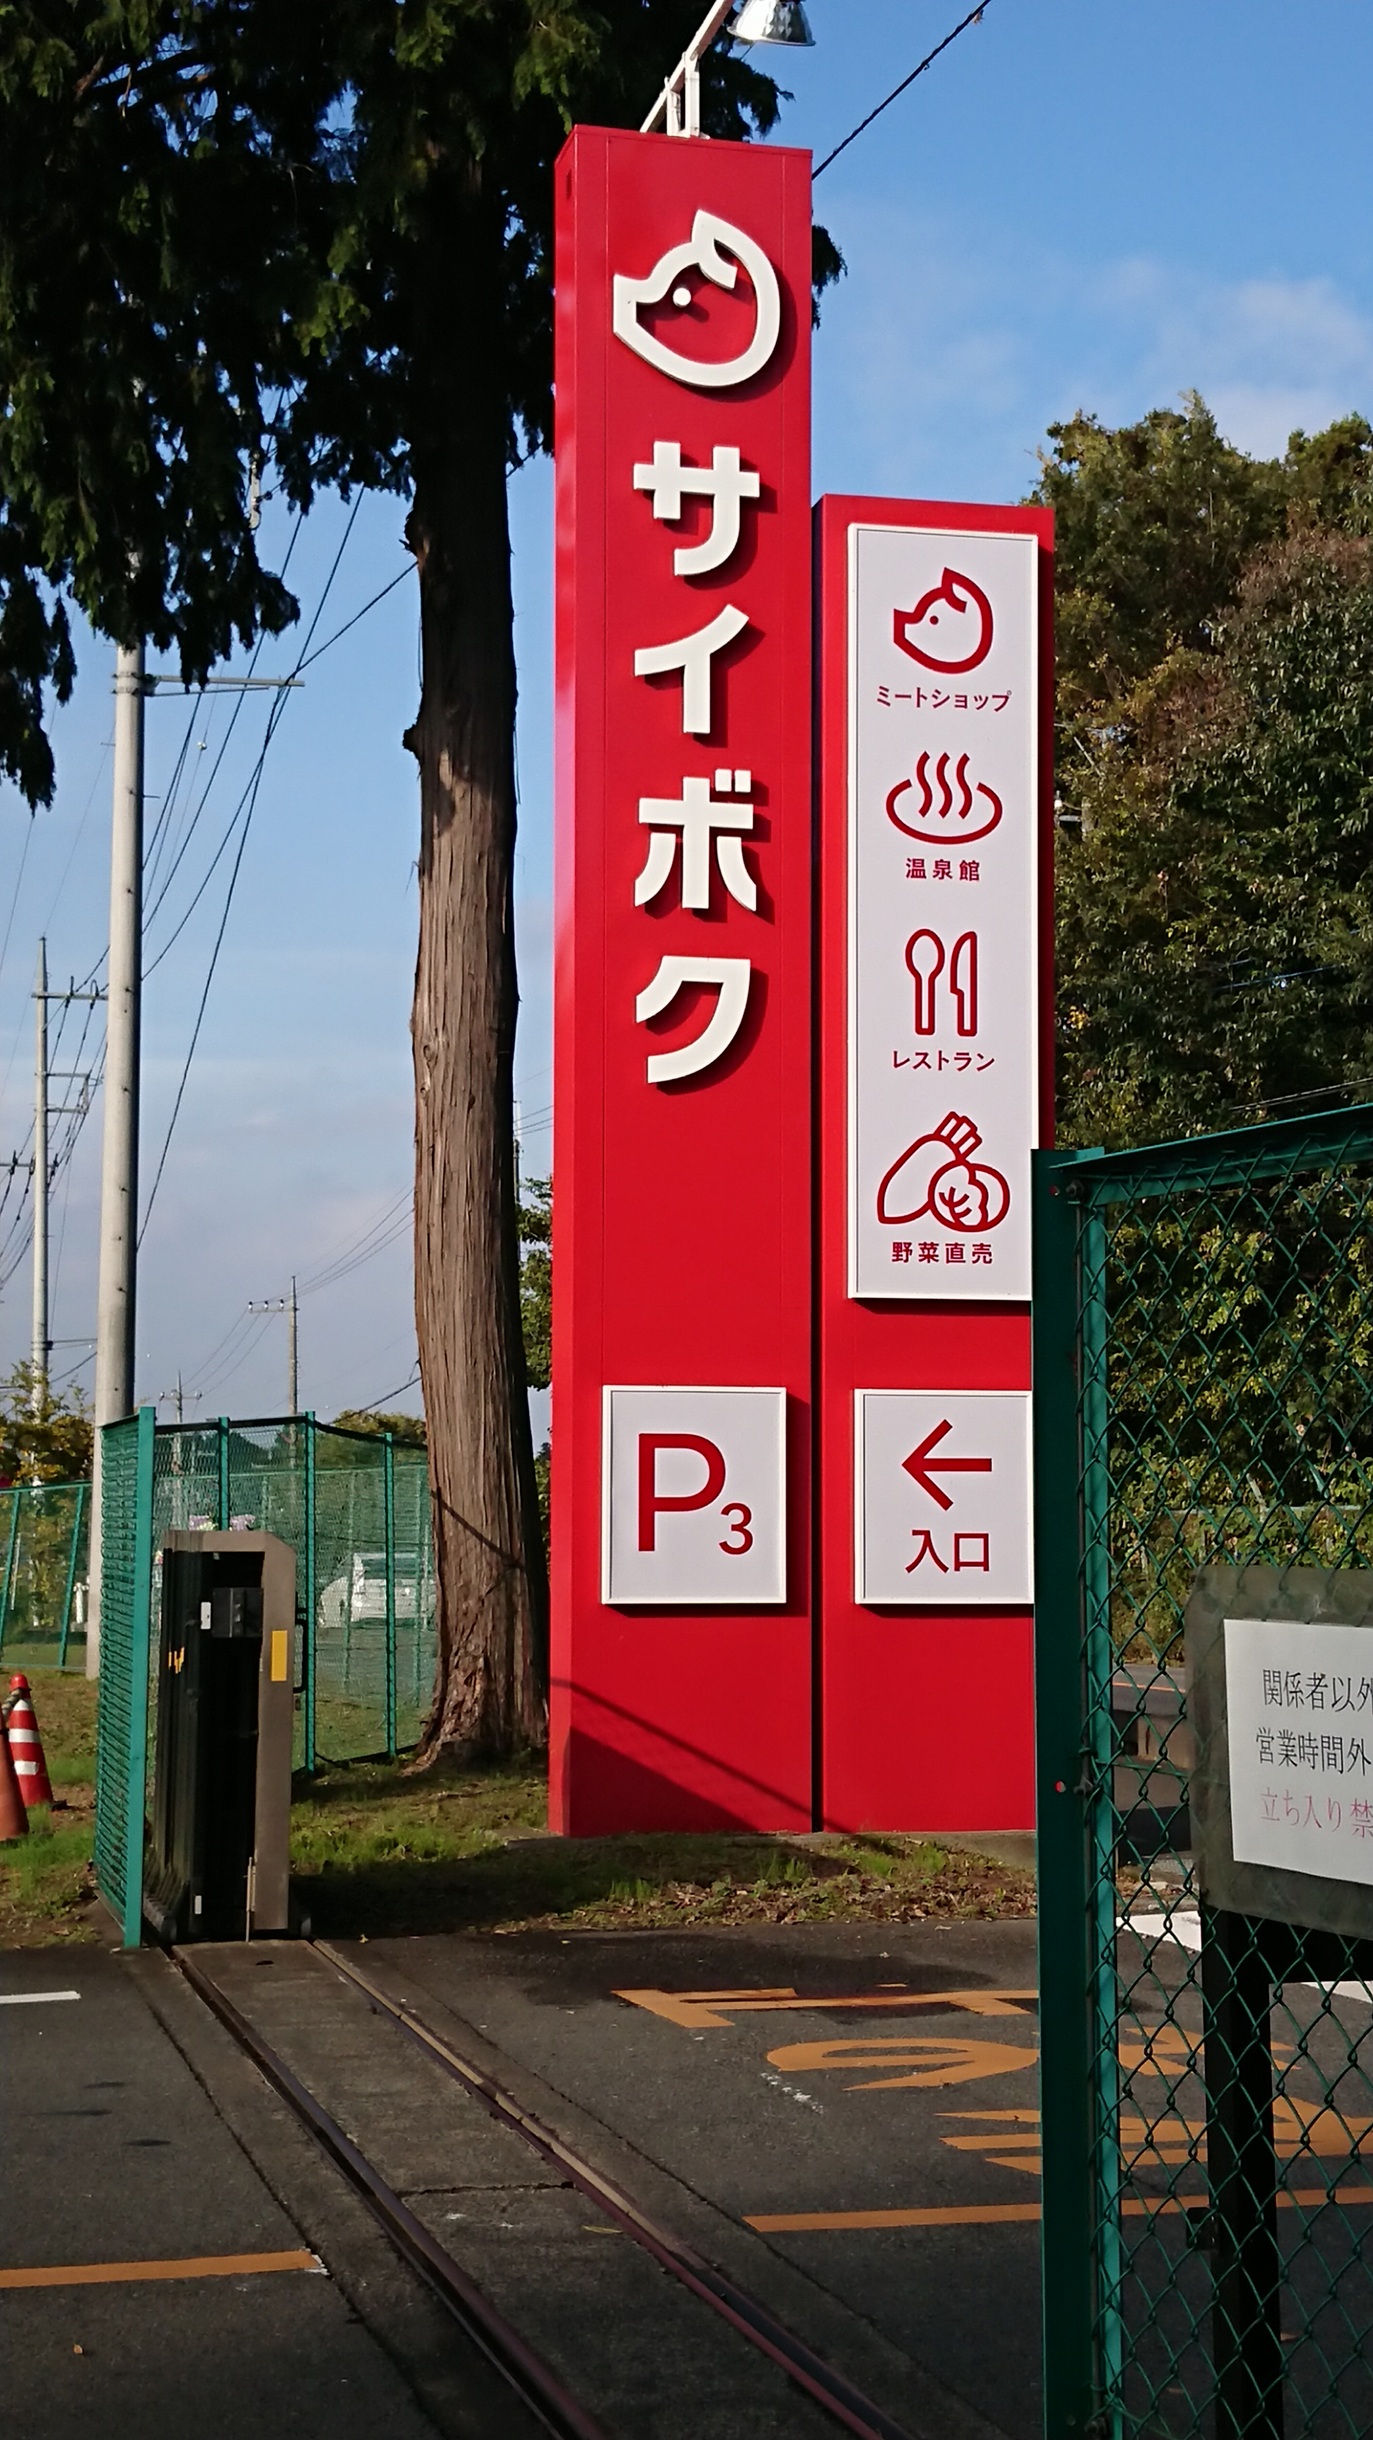 サイボク
P3
ミートショップ
温泉館
レストラン
野菜直売
←
入口
関係者以外
営業時間外
立ち入り禁